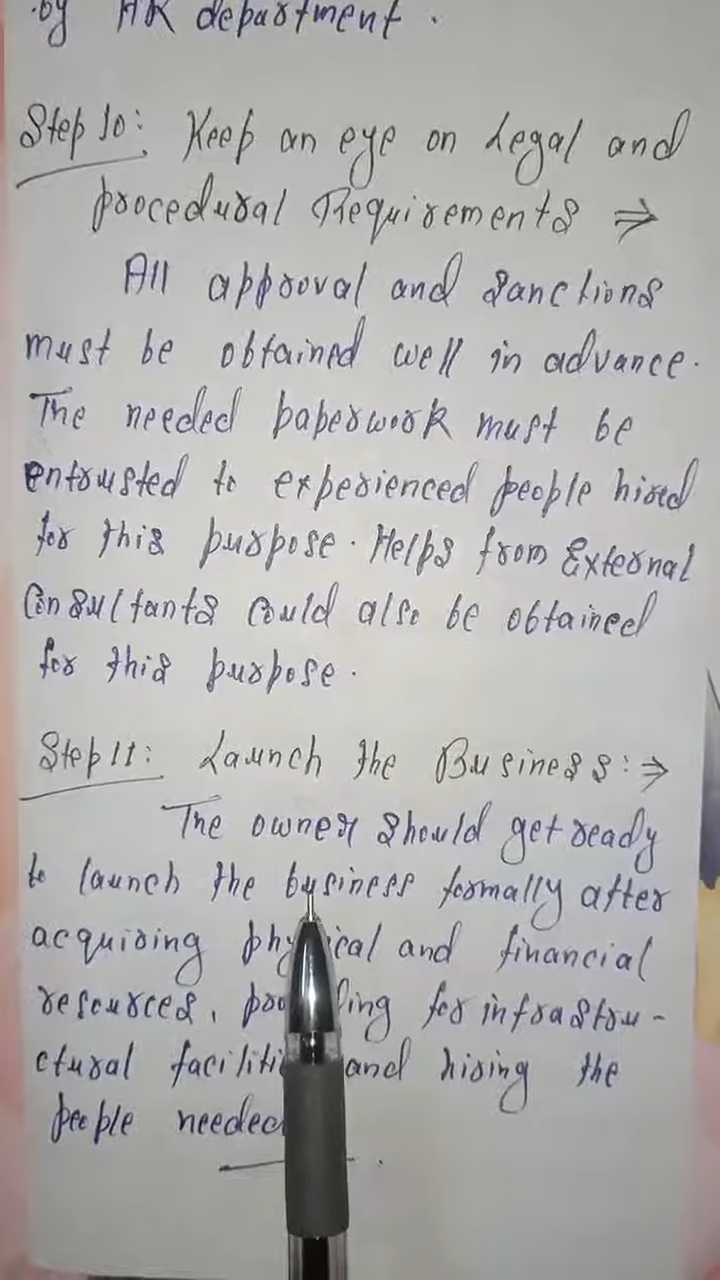 by HR department.
Step 10: Keep an eye on Legal and
procedural Requirements ⇒
All approval and Sanctions
must be obtained well in advance.
The needed paperwork must be
entrusted to experienced people hired
for this purpose. Helps from External
Consultants Could also be obtained
for this purpose.
Step 11: Launch the Business: ⇒
The owner should get ready
to launch the business formally after
acquiring and financial
resources, for infrastru-
ctural and hiring the
people